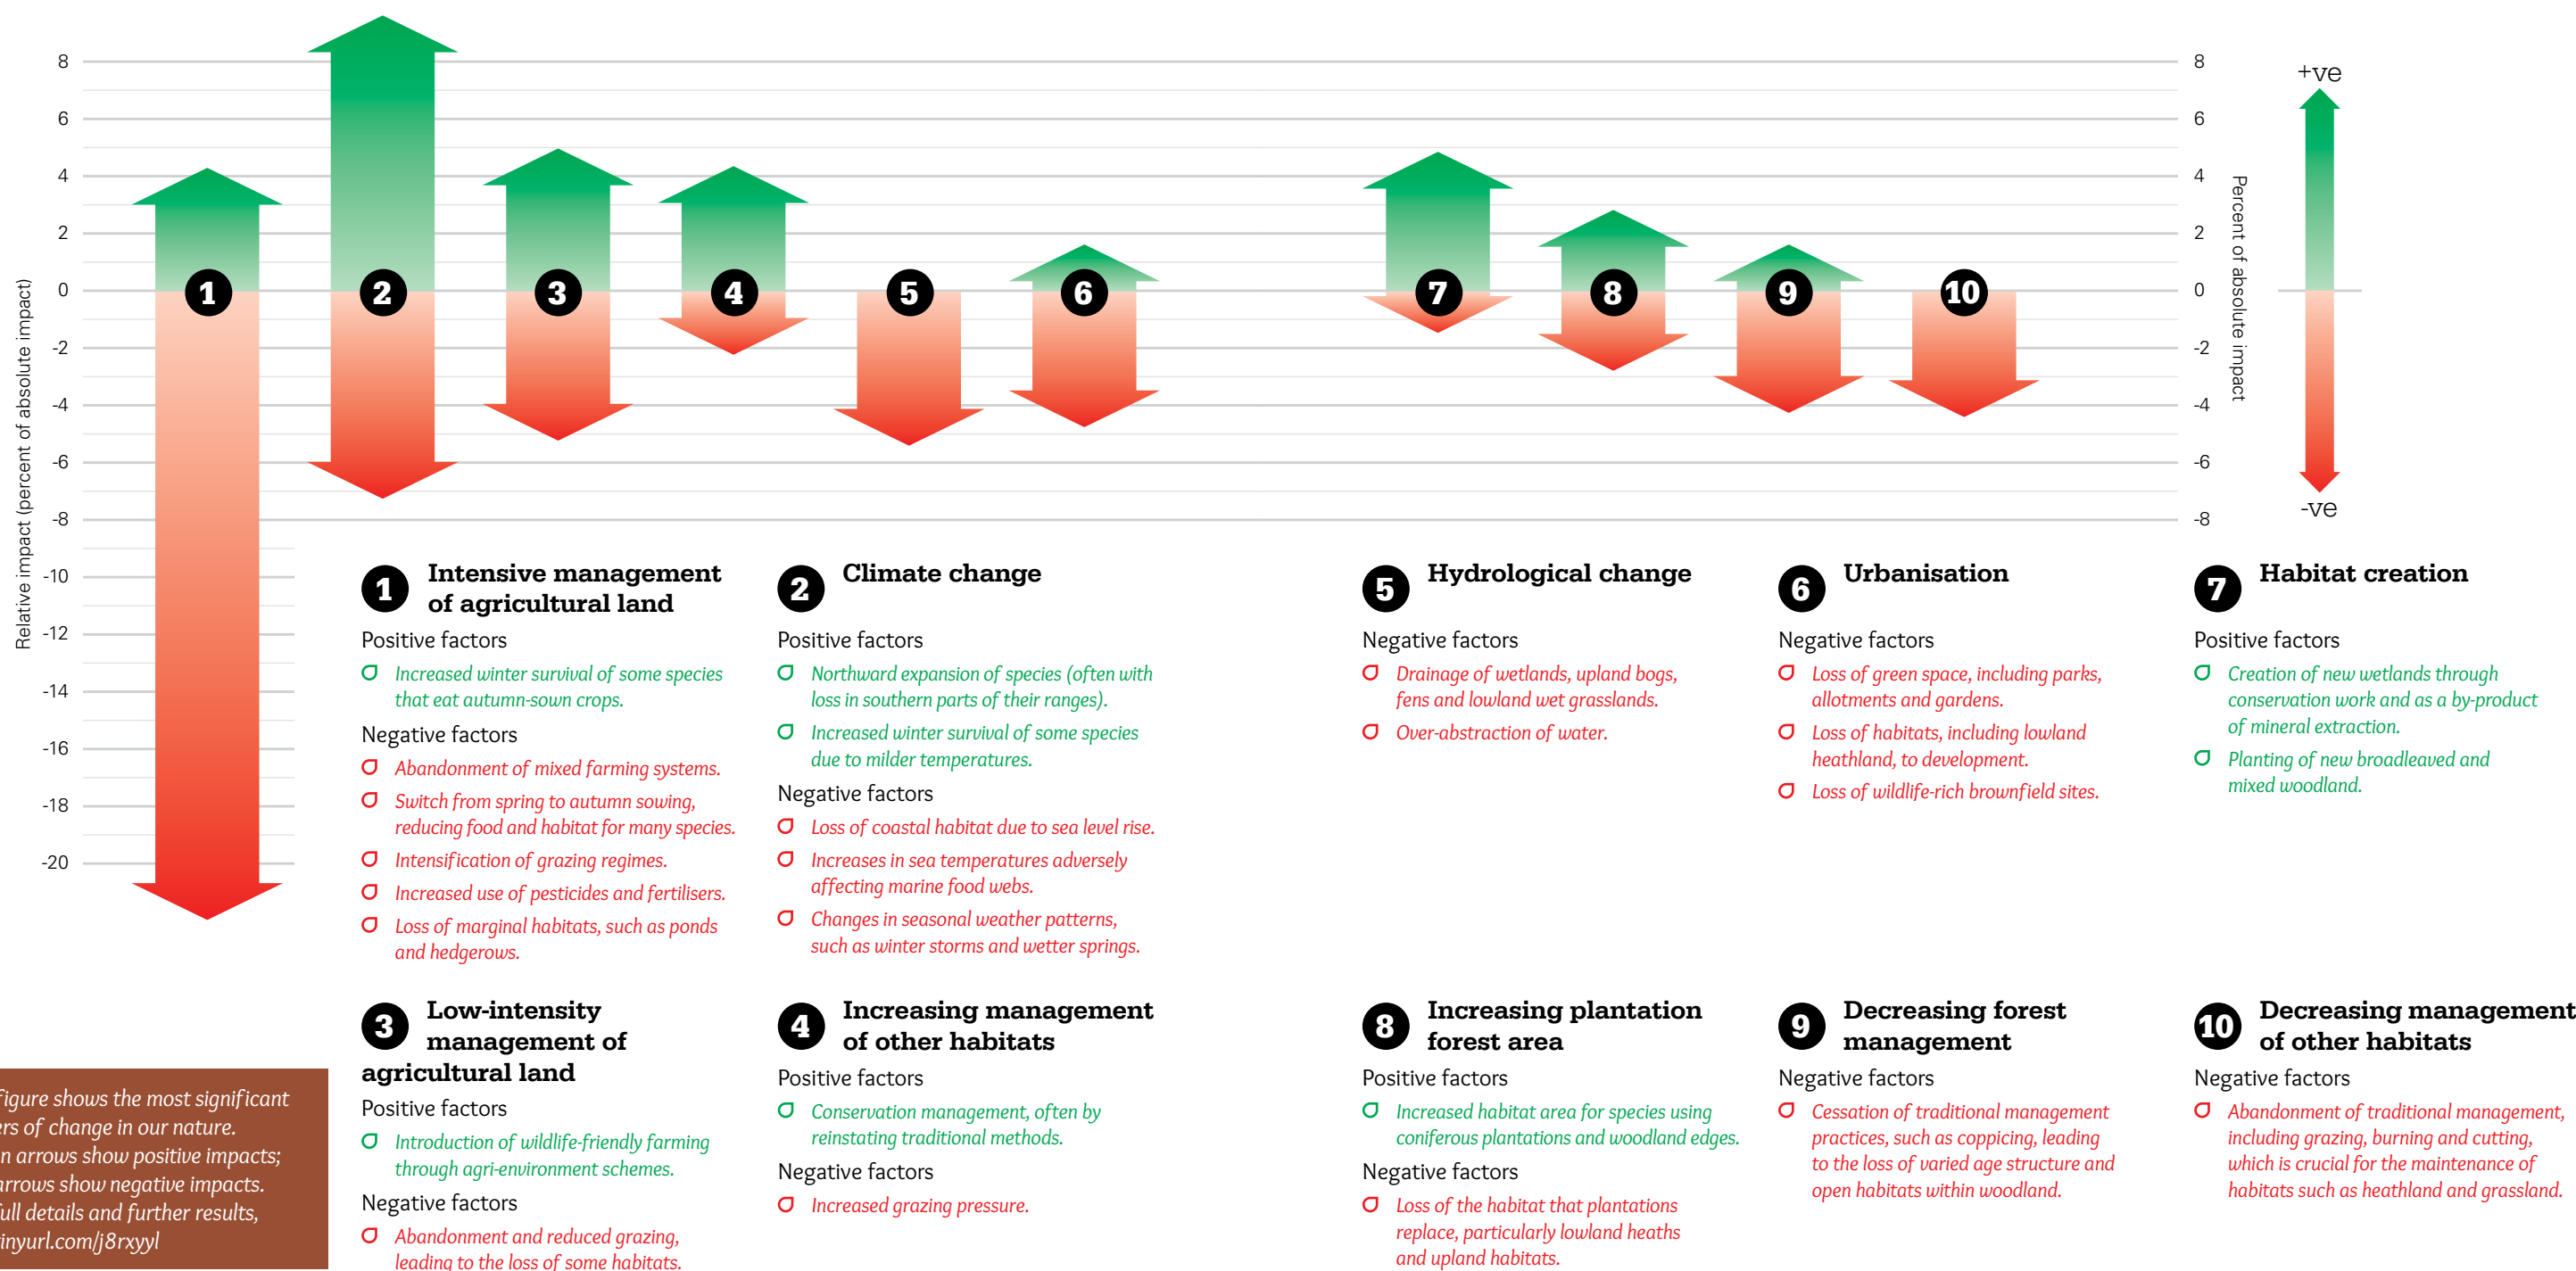 8
6
4
2
0
-2
-4
-6
-8
-10
-12
-14
-16
-18
-20
Relative impact (percent of absolute impact)
1
2
3
4
5
6
7
8
9
10
8
6
4
2
0
-2
-4
-6
-8
Percent of absolute impact
+ve
-ve
1 Intensive management
of agricultural land
Positive factors
Increased winter survival of some species
that eat autumn-sown crops.
Negative factors
Abandonment of mixed farming systems.
Switch from spring to autumn sowing,
reducing food and habitat for many species.
Intensification of grazing regimes.
Increased use of pesticides and fertilisers.
Loss of marginal habitats, such as ponds
and hedgerows.
2 Climate change
Positive factors
Northward expansion of species (often with
loss in southern parts of their ranges).
Increased winter survival of some species
due to milder temperatures.
Negative factors
Loss of coastal habitat due to sea level rise.
Increases in sea temperatures adversely
affecting marine food webs.
Changes in seasonal weather patterns,
such as winter storms and wetter springs.
5 Hydrological change
Negative factors
Drainage of wetlands, upland bogs,
fens and lowland wet grasslands.
Over-abstraction of water.
6 Urbanisation
Negative factors
Loss of green space, including parks,
allotments and gardens.
Loss of habitats, including lowland
heathland, to development.
Loss of wildlife-rich brownfield sites.
7 Habitat creation
Positive factors
Creation of new wetlands through
conservation work and as a by-product
of mineral extraction.
Planting of new broadleaved and
mixed woodland.
3 Low-intensity
management of
agricultural land
Positive factors
Introduction of wildlife-friendly farming
through agri-environment schemes.
Negative factors
Abandonment and reduced grazing,
leading to the loss of some habitats.
4 Increasing management
of other habitats
Positive factors
Conservation management, often by
reinstating traditional methods.
Negative factors
Increased grazing pressure.
8 Increasing plantation
forest area
Positive factors
Increased habitat area for species using
coniferous plantations and woodland edges.
Negative factors
Loss of the habitat that plantations
replace, particularly lowland heaths
and upland habitats.
9 Decreasing forest
management
Negative factors
Cessation of traditional management
practices, such as coppicing, leading
to the loss of varied age structure and
open habitats within woodland.
10 Decreasing management
of other habitats
Negative factors
Abandonment of traditional management,
including grazing, burning and cutting,
which is crucial for the maintenance of
habitats such as heathland and grassland.
figure shows the most significant
of change in our nature.
arrows show positive impacts;
arrows show negative impacts.
full details and further results,